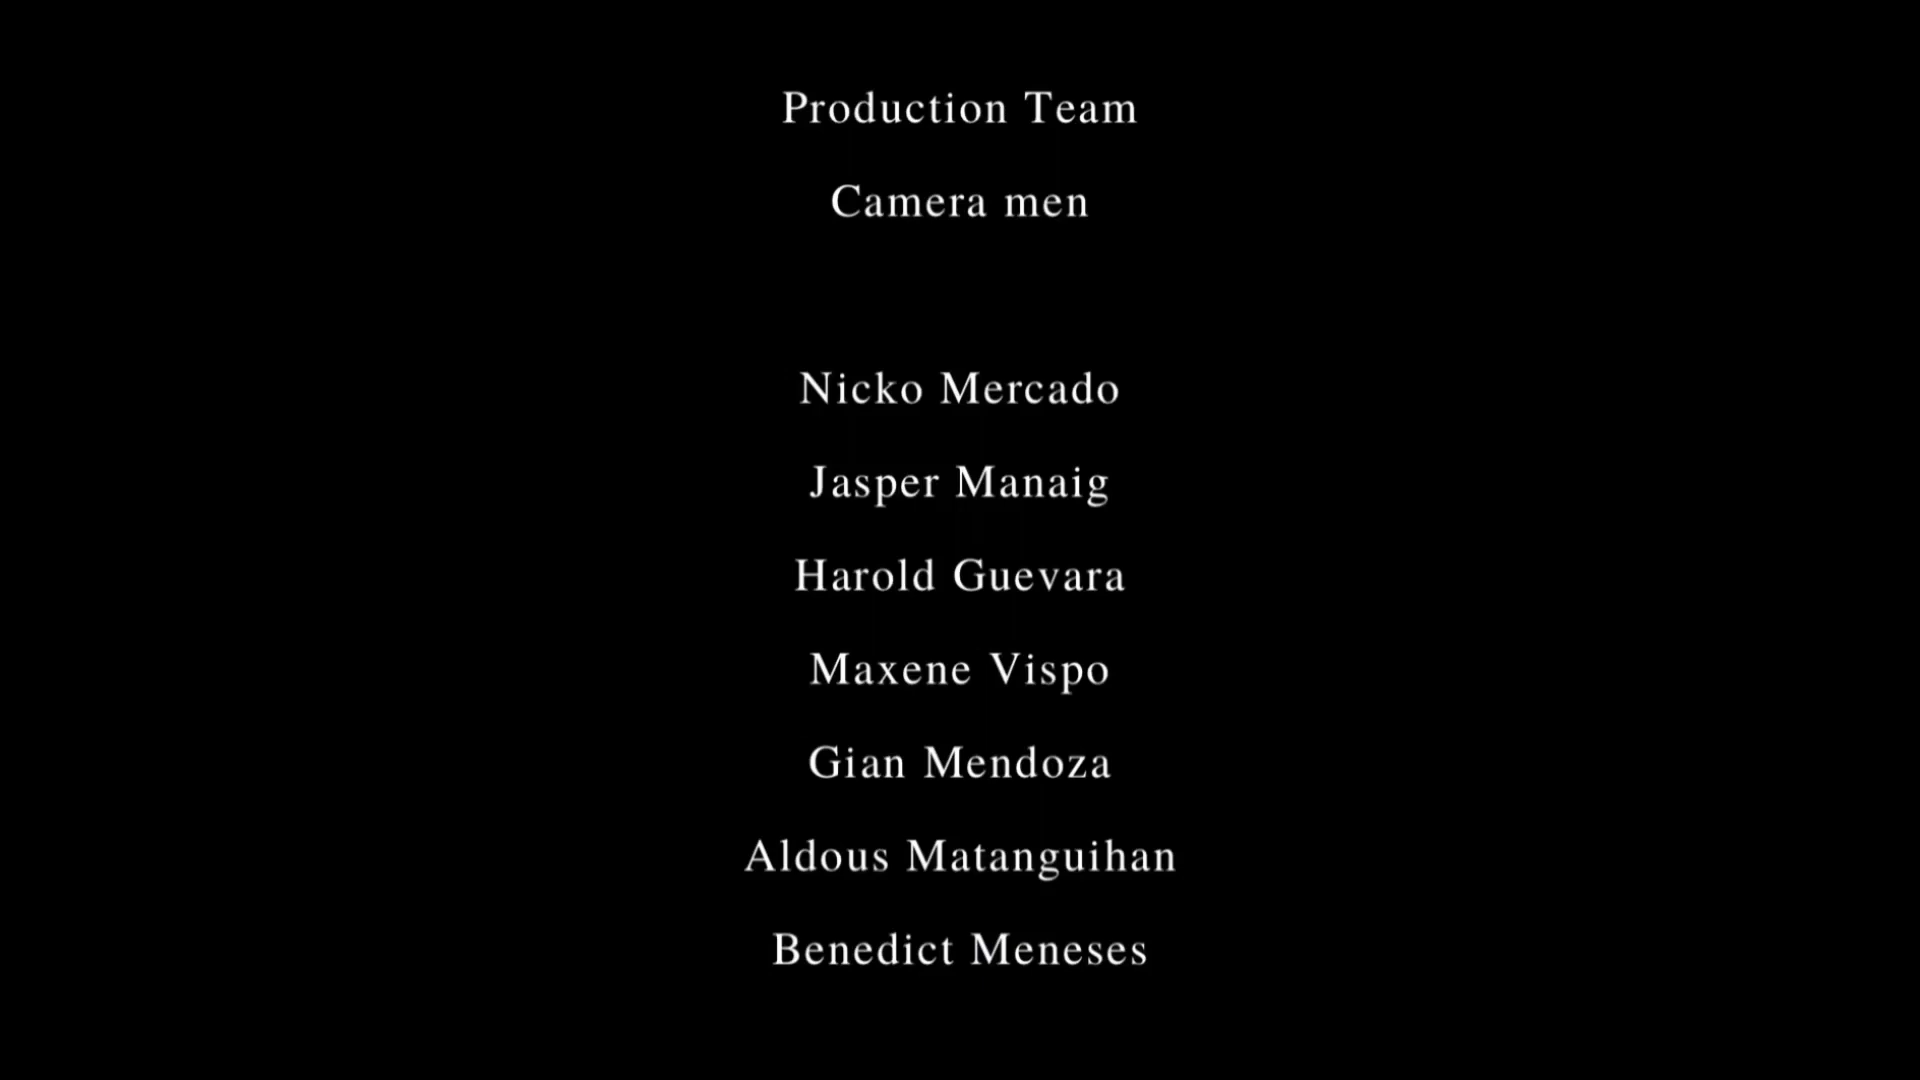 Production Team
Camera men
Nicko Mercado
Jasper Manaig
Harold Guevara
Maxene Vispo
Gian Mendoza
Aldous Matanguihan
Benedict Meneses